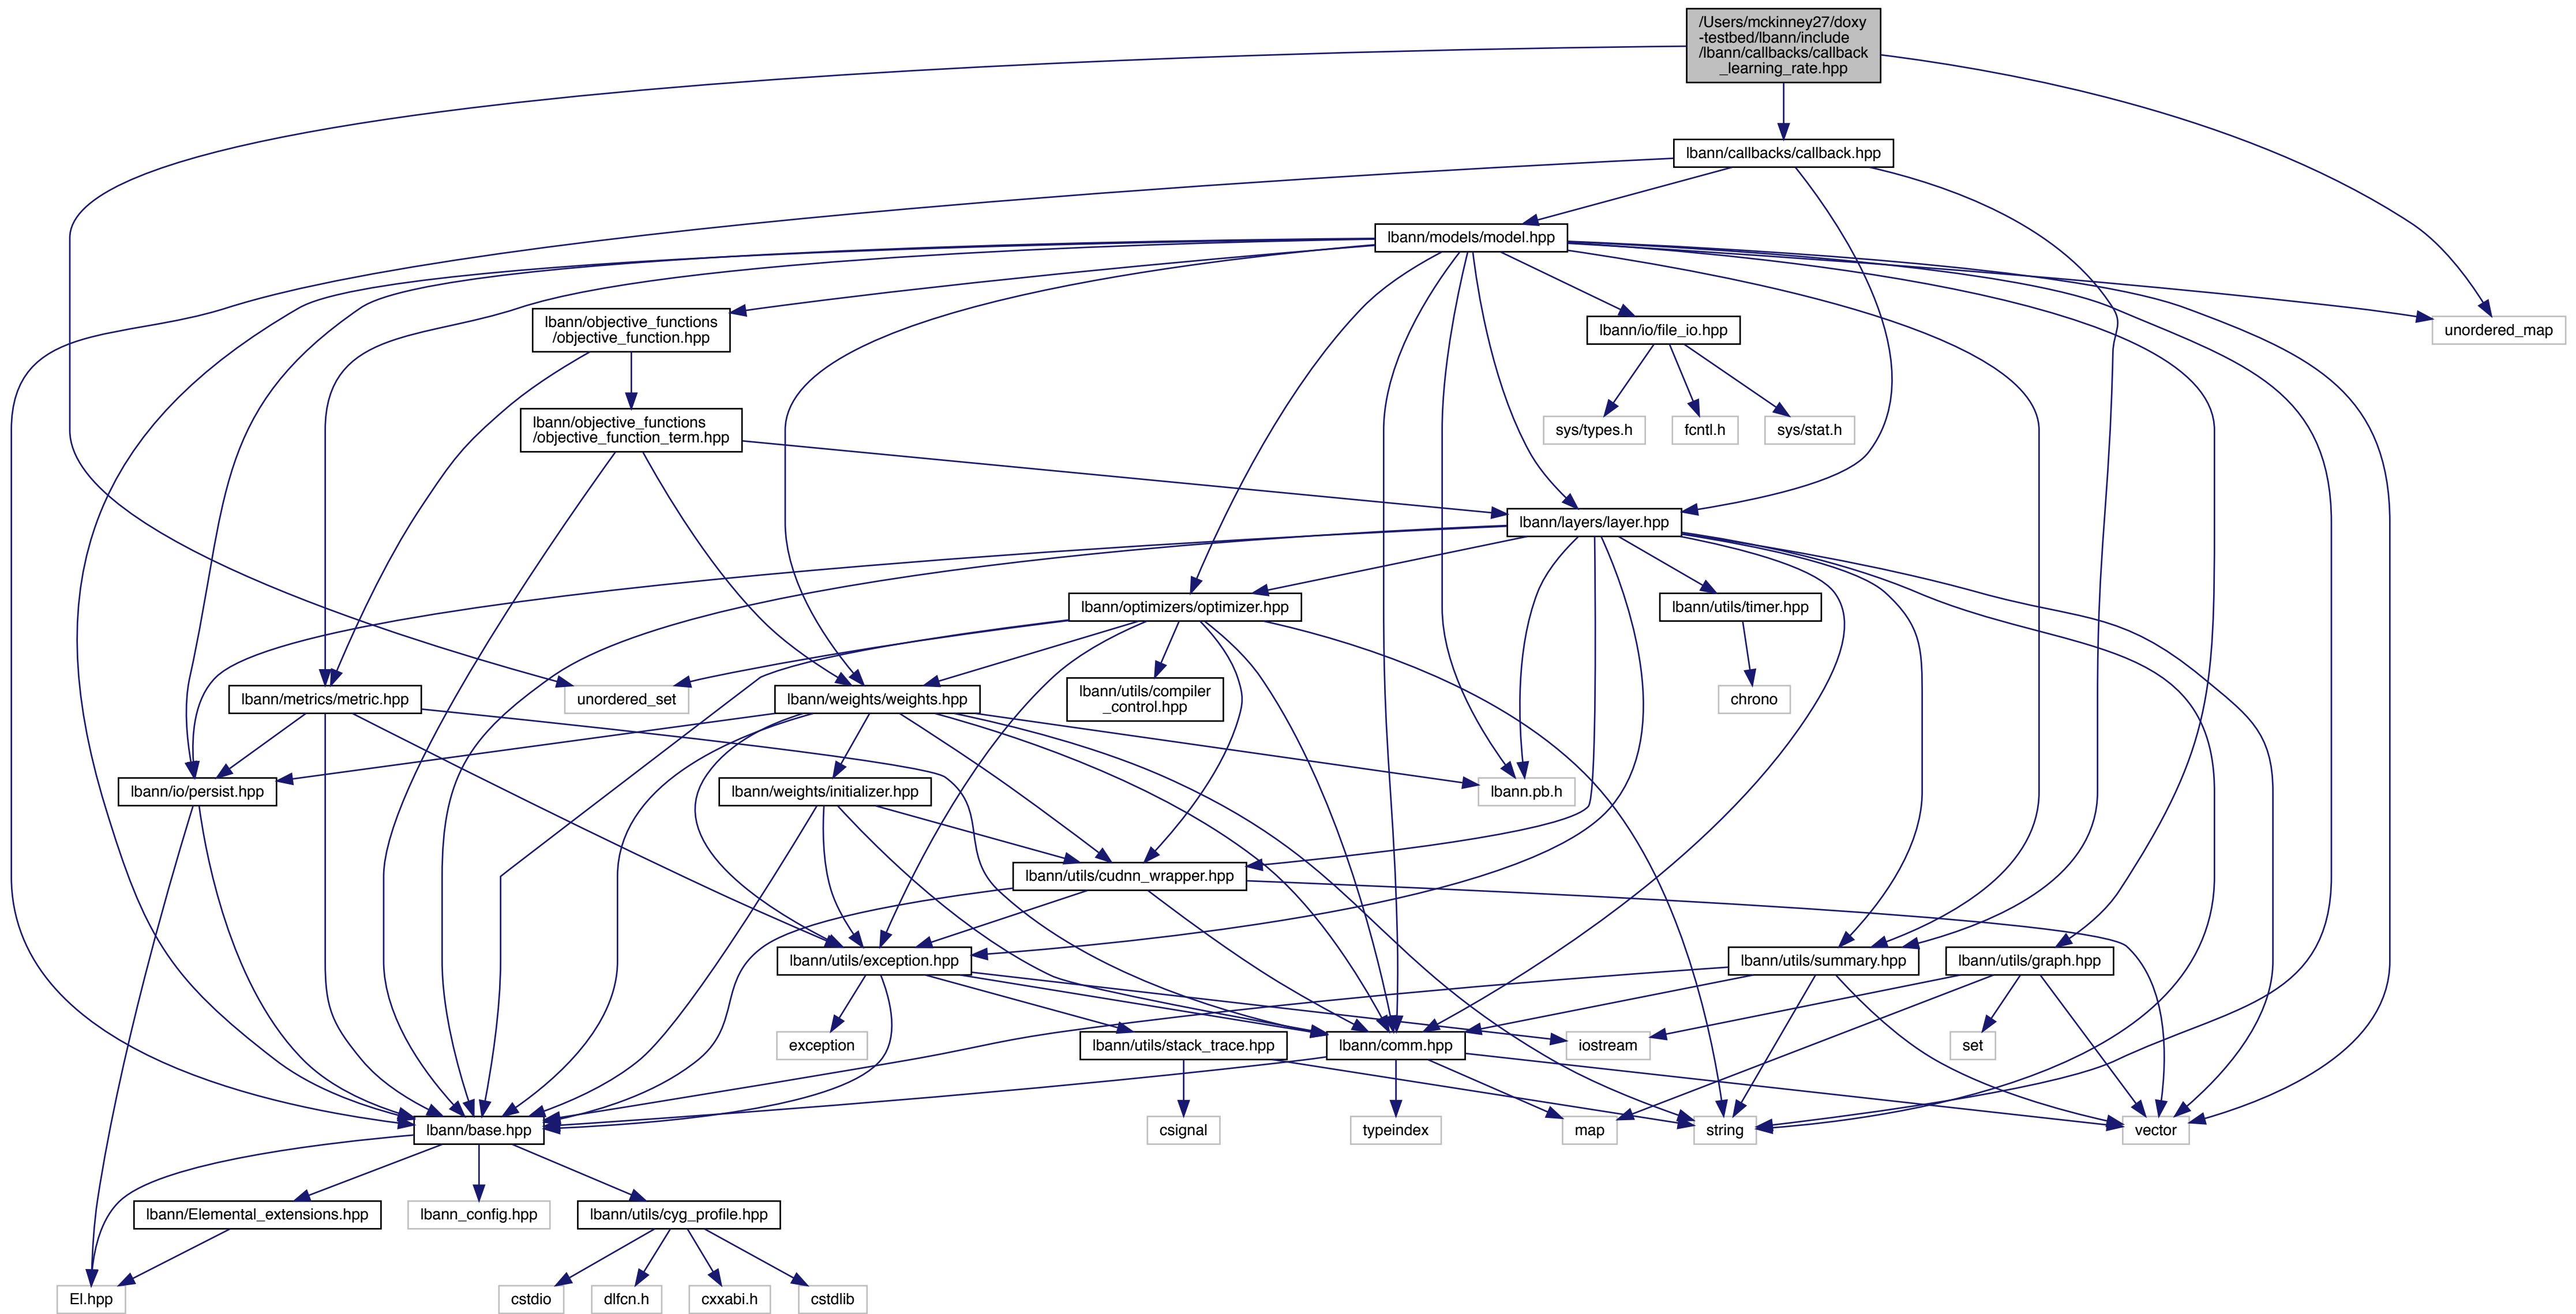 /Users/mckinney27/doxy
-testbed/lbann/include
/lbann/callbacks/callback
_learning_rate.hpp
lbann/callbacks/callback.hpp
lbann/models/model.hpp
lbann/objective_functions
/objective_function.hpp
lbann/io/file_io.hpp
unordered_map
lbann/objective_functions
/objective_function_term.hpp
sys/types.h
fcntl.h
sys/stat.h
lbann/layers/layer.hpp
lbann/optimizers/optimizer.hpp
lbann/utils/timer.hpp
lbann/metrics/metric.hpp
unordered_set
lbann/weights/weights.hpp
lbann/utils/compiler
_control.hpp
chrono
lbann/io/persist.hpp
lbann/weights/initializer.hpp
lbann.pb.h
lbann/utils/cudnn_wrapper.hpp
lbann/utils/exception.hpp
lbann/utils/summary.hpp
lbann/utils/graph.hpp
exception
lbann/utils/stack_trace.hpp
lbann/comm.hpp
iostream
set
lbann/base.hpp
csignal
typeindex
map
string
vector
lbann/Elemental_extensions.hpp
lbann_config.hpp
lbann/utils/cyg_profile.hpp
El.hpp
cstdio
dlfcn.h
cxxabi.h
cstdlib